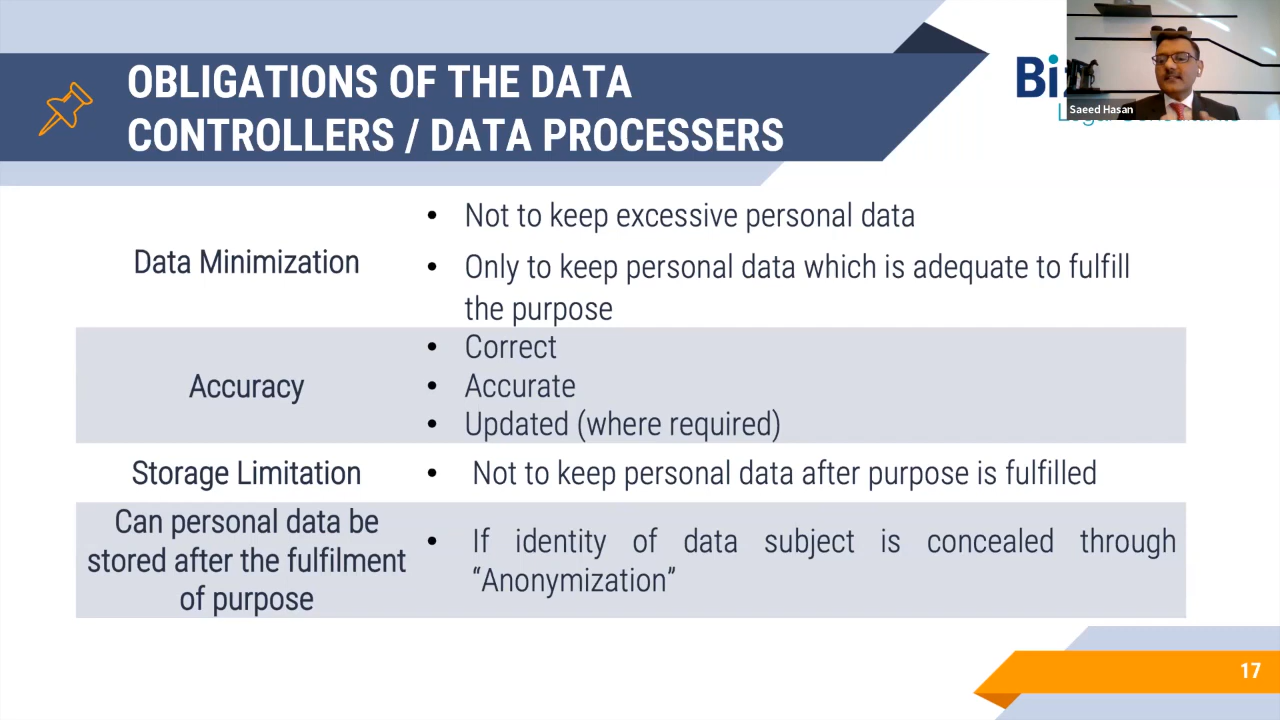 OBLIGATIONS OF THE DATA
CONTROLLERS / DATA PROCESSERS
Saeed Hasan
Data Minimization
• Not to keep excessive personal data
• Only to keep personal data which is adequate to fulfill
the purpose
Accuracy
• Correct
• Accurate
• Updated (where required)
Storage Limitation
• Not to keep personal data after purpose is fulfilled
Can personal data be
stored after the fulfilment
of purpose
• If identity of data subject is concealed through
“Anonymization”
17